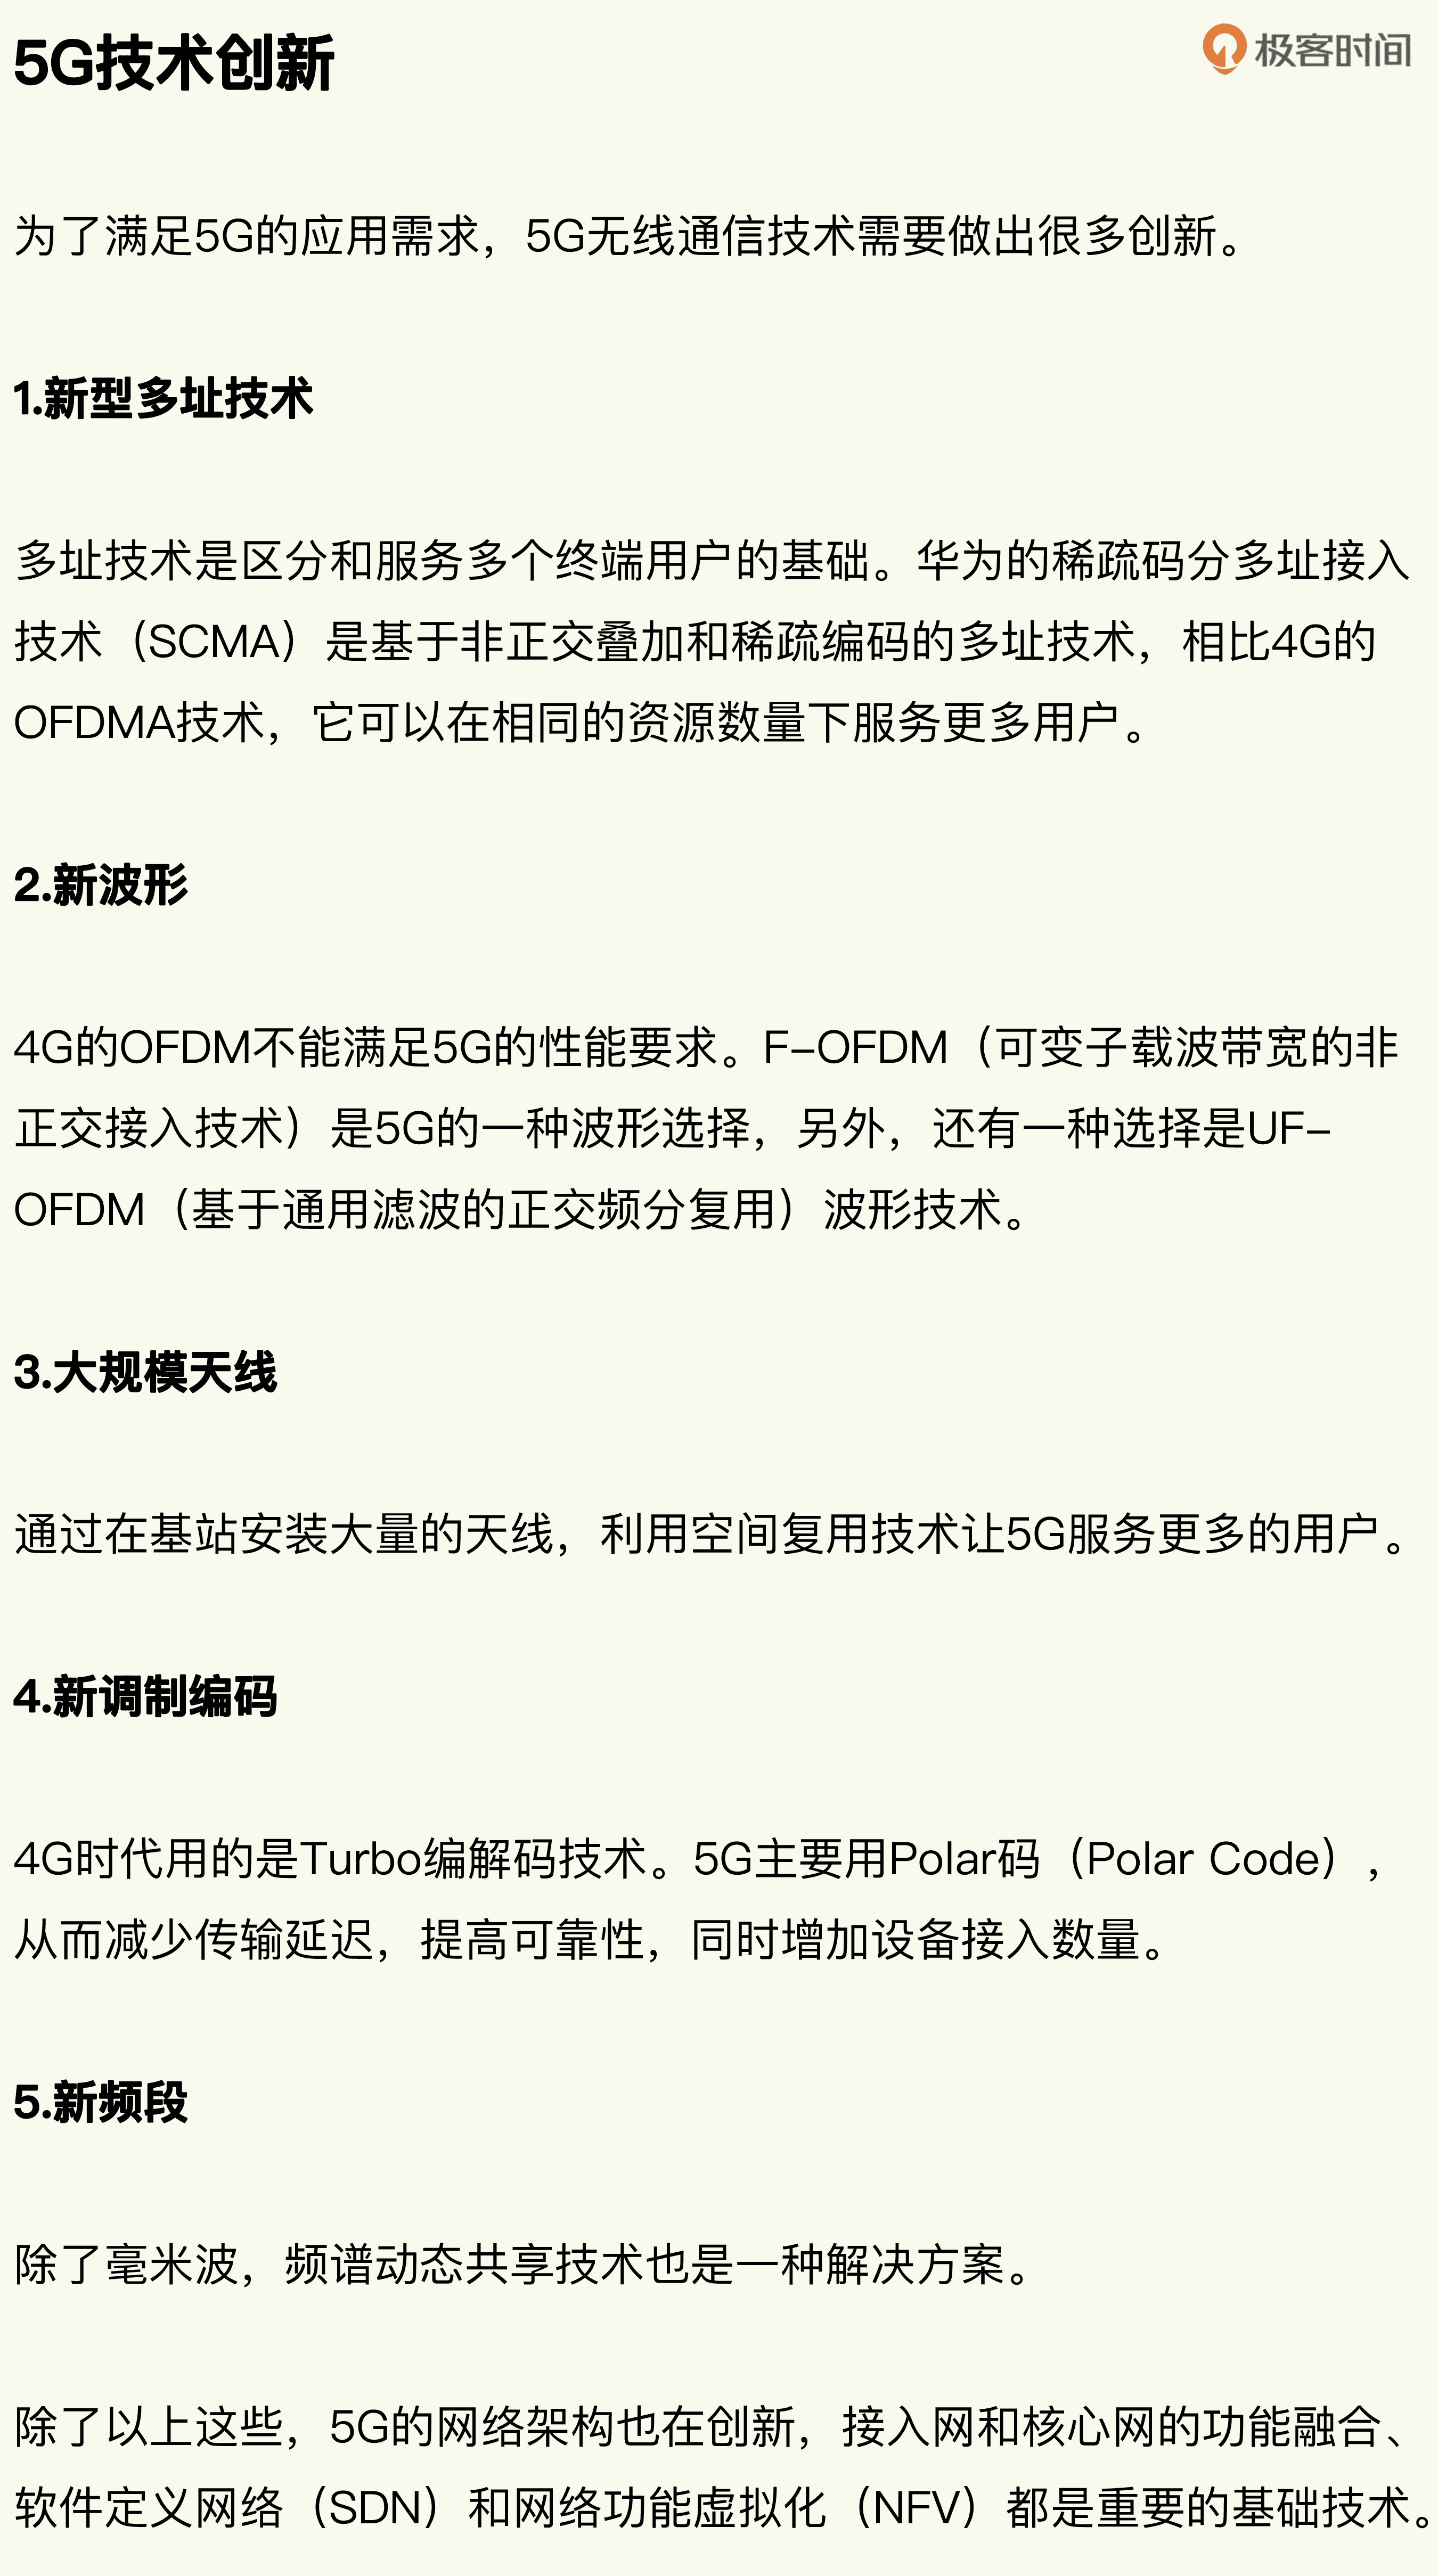 5G技术创新
极客时间
为了满足5G的应用需求，5G无线通信技术需要做出很多创新。
1.新型多址技术
多址技术是区分和服务多个终端用户的基础。华为的稀疏码分多址接入
技术（SCMA）是基于非正交叠加和稀疏编码的多址技术，相比4G的
OFDMA技术，它可以在相同的资源数量下服务更多用户。
2.新波形
4G的OFDM不能满足5G的性能要求。F-OFDM（可变子载波带宽的非
正交接入技术）是5G的一种波形选择，另外，还有一种选择是UF-
OFDM（基于通用滤波的正交频分复用）波形技术。
3.大规模天线
通过在基站安装大量的天线，利用空间复用技术让5G服务更多的用户。
4.新调制编码
4G时代用的是Turbo编解码技术。5G主要用Polar码（Polar Code），
从而减少传输延迟，提高可靠性，同时增加设备接入数量。
5.新频段
除了毫米波，频谱动态共享技术也是一种解决方案。
除了以上这些，5G的网络架构也在创新，接入网和核心网的功能融合、
软件定义网络（SDN）和网络功能虚拟化（NFV）都是重要的基础技术。